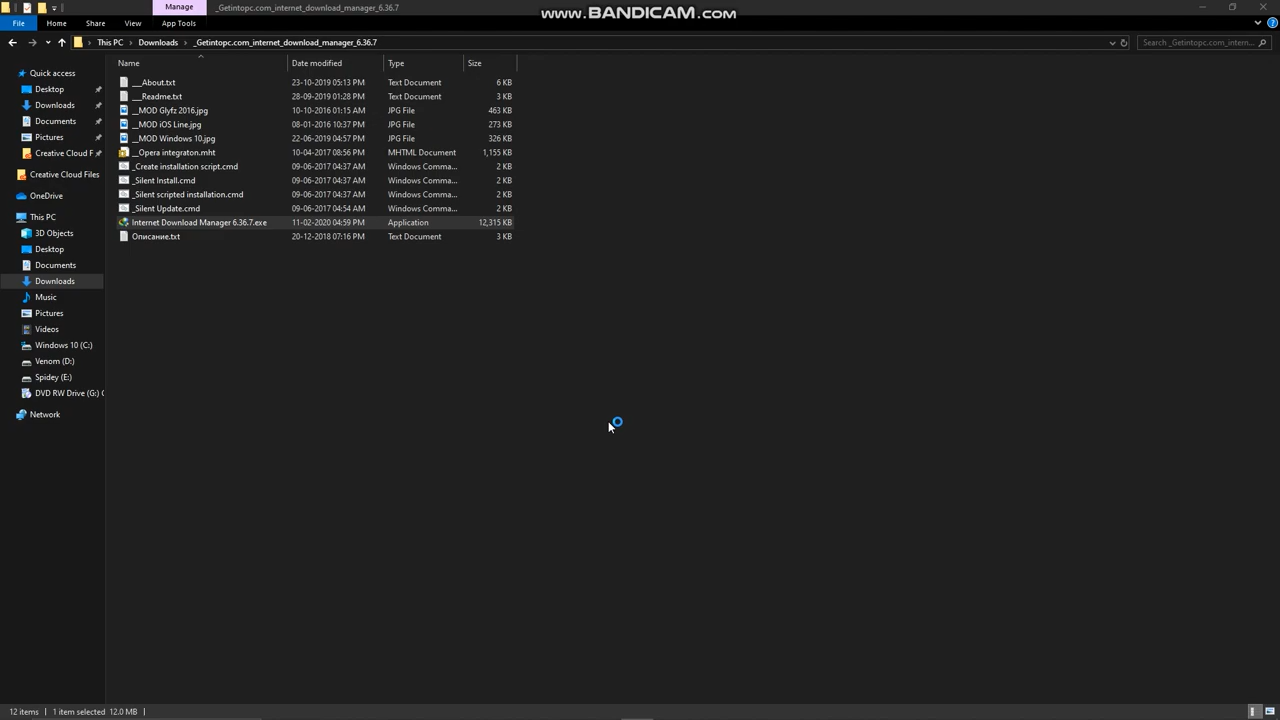 Manage
_Getintopc.com_internet_download_manager_6.36.7
www.BANDICAM.com
File
Home
Share
View
App Tools
This PC
Downloads
_Getintopc.com_internet_download_manager_6.36.7
Search _Getintopc.com_intern...
Name
Date modified
Type
Size
___About.txt 23-10-2019 05:13 PM Text Document 6 KB
___Readme.txt 28-09-2019 01:28 PM Text Document 3 KB
__MOD Glyfz 2016.jpg 10-10-2016 01:15 AM JPG File 463 KB
__MOD iOS Line.jpg 08-01-2016 10:37 PM JPG File 273 KB
__MOD Windows 10.jpg 22-06-2019 04:57 PM JPG File 326 KB
__Opera integraton.mht 10-04-2017 08:56 PM MHTML Document 1,155 KB
_Create installation script.cmd 09-06-2017 04:37 AM Windows Comma... 2 KB
_Silent Install.cmd 09-06-2017 04:37 AM Windows Comma... 2 KB
_Silent scripted installation.cmd 09-06-2017 04:37 AM Windows Comma... 2 KB
_Silent Update.cmd 09-06-2017 04:54 AM Windows Comma... 2 KB
Internet Download Manager 6.36.7.exe 11-02-2020 04:59 PM Application 12,315 KB
Описание.txt 20-12-2018 07:16 PM Text Document 3 KB
Quick access
Desktop
Downloads
Documents
Pictures
Creative Cloud F
Creative Cloud Files
OneDrive
This PC
3D Objects
Desktop
Documents
Downloads
Music
Pictures
Videos
Windows 10 (C:)
Venom (D:)
Spidey (E:)
DVD RW Drive (G:) C
Network
12 items
1 item selected 12.0 MB